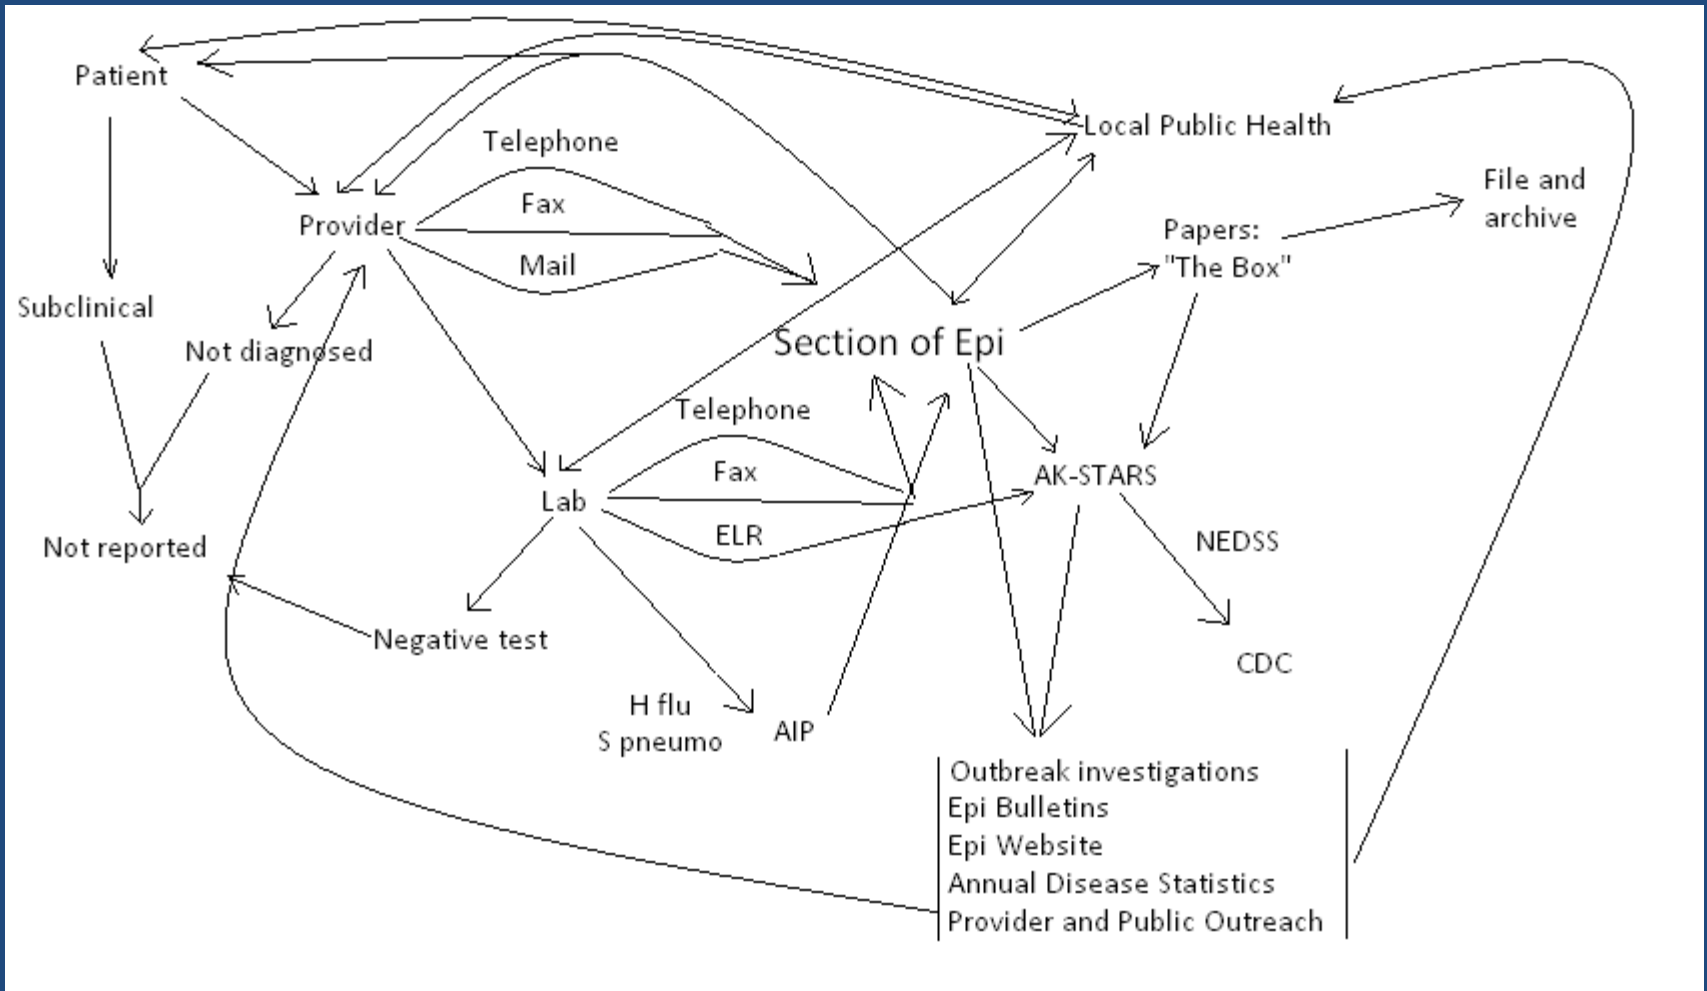 Patient
Local Public Health
Telephone
File and
archive
Fax
Provider
Papers:
"The Box"
Mail
Subclinical
Section of Epi
Not diagnosed
Telephone
Fax
AK-STARS
Lab
ELR
NEDSS
Not reported
Negative test
CDC
H flu
S pneumo
AIP
Outbreak investigations
Epi Bulletins
Epi Website
Annual Disease Statistics
Provider and Public Outreach